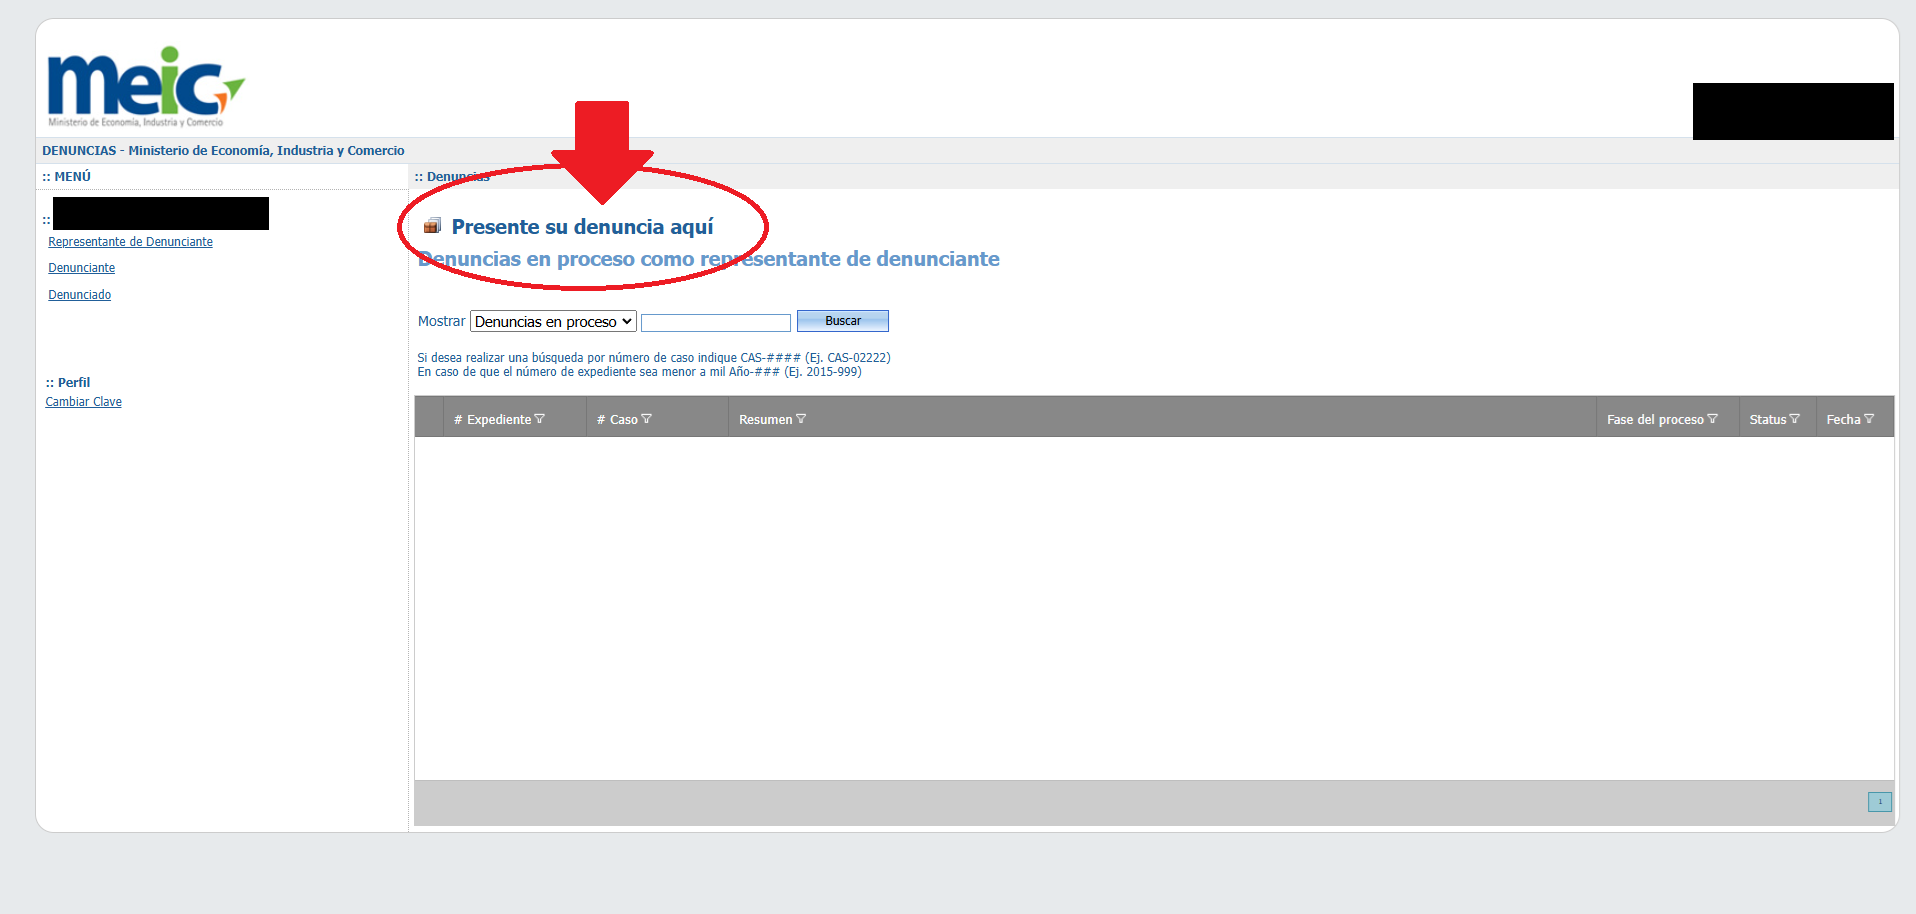 meic
Ministerio de Economía, Industria y Comercio
DENUNCIAS - Ministerio de Economía, Industria y Comercio
:: MENÚ
:: Denuncias
::
Representante de Denunciante
Denunciante
Denunciado
:: Perfil
Cambiar Clave
Presente su denuncia aquí
Denuncias en proceso como representante de denunciante
Mostrar Denuncias en proceso Buscar
Si desea realizar una búsqueda por número de caso indique CAS-#### (Ej. CAS-02222)
En caso de que el número de expediente sea menor a mil Año-### (Ej. 2015-999)
# Expediente # Caso Resumen Fase del proceso Status Fecha
1